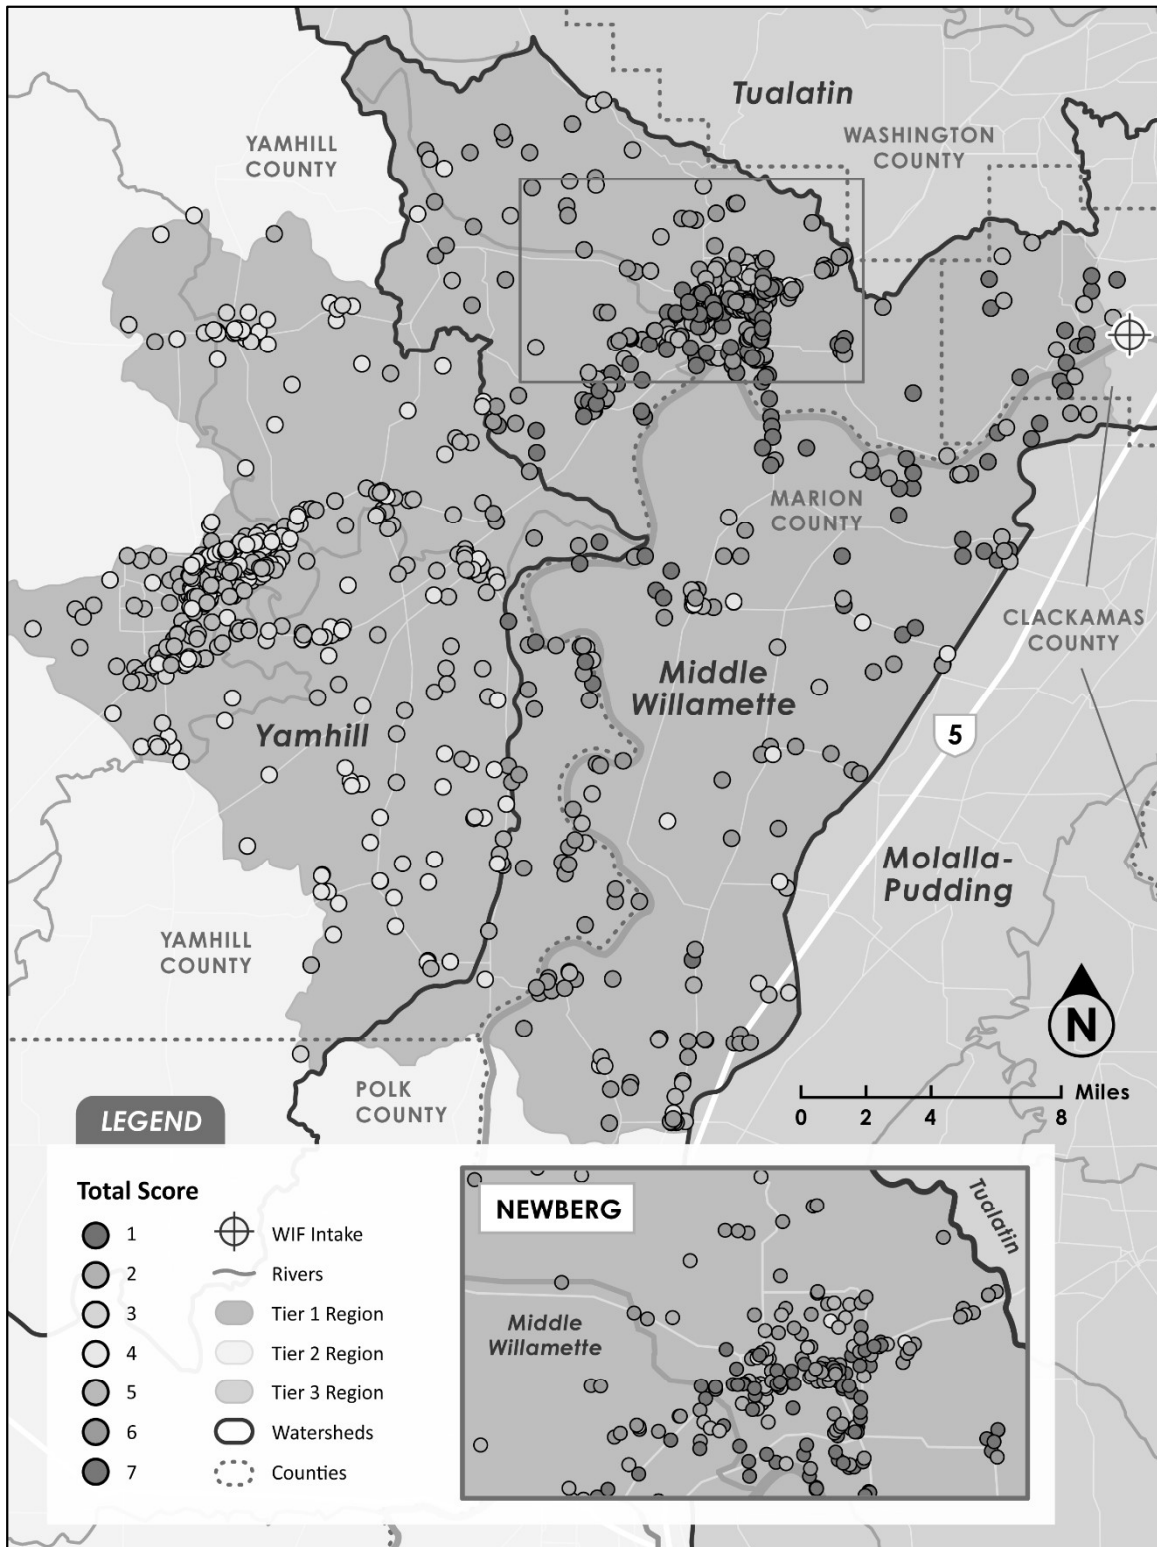 Tualatin
YAMHILL
COUNTY
WASHINGTON
COUNTY
MARION
COUNTY
CLACKAMAS
COUNTY
Middle
Willamette
Yamhill
5
Molalla-
Pudding
YAMHILL
COUNTY
N
POLK
COUNTY
Miles
0 2 4 8
LEGEND
Total Score
1
2
3
4
5
6
7
WIF Intake
Rivers
Tier 1 Region
Tier 2 Region
Tier 3 Region
Watersheds
Counties
NEWBERG
Tualatin
Middle
Willamette